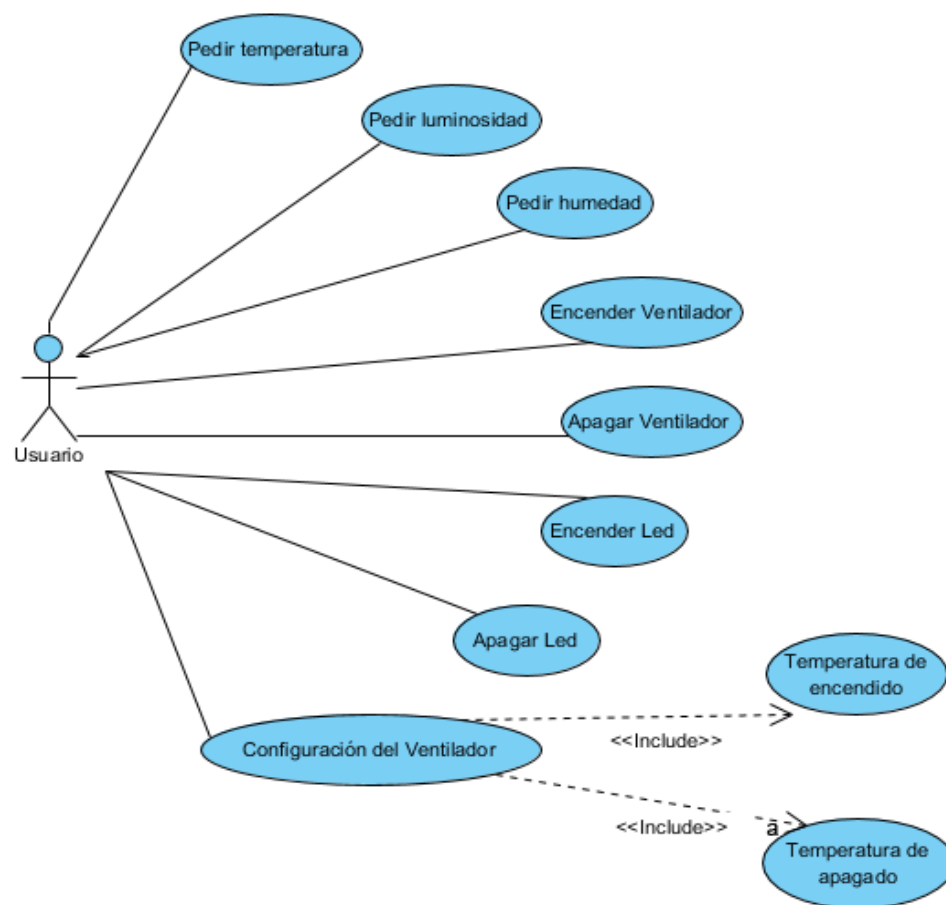 Pedir temperatura
Pedir luminosidad
Pedir humedad
Encender Ventilador
Usuario
Apagar Ventilador
Encender Led
Apagar Led
Temperatura de
encendido
Configuración del Ventilador
<<Include>>
<<Include>>
a
Temperatura de
apagado